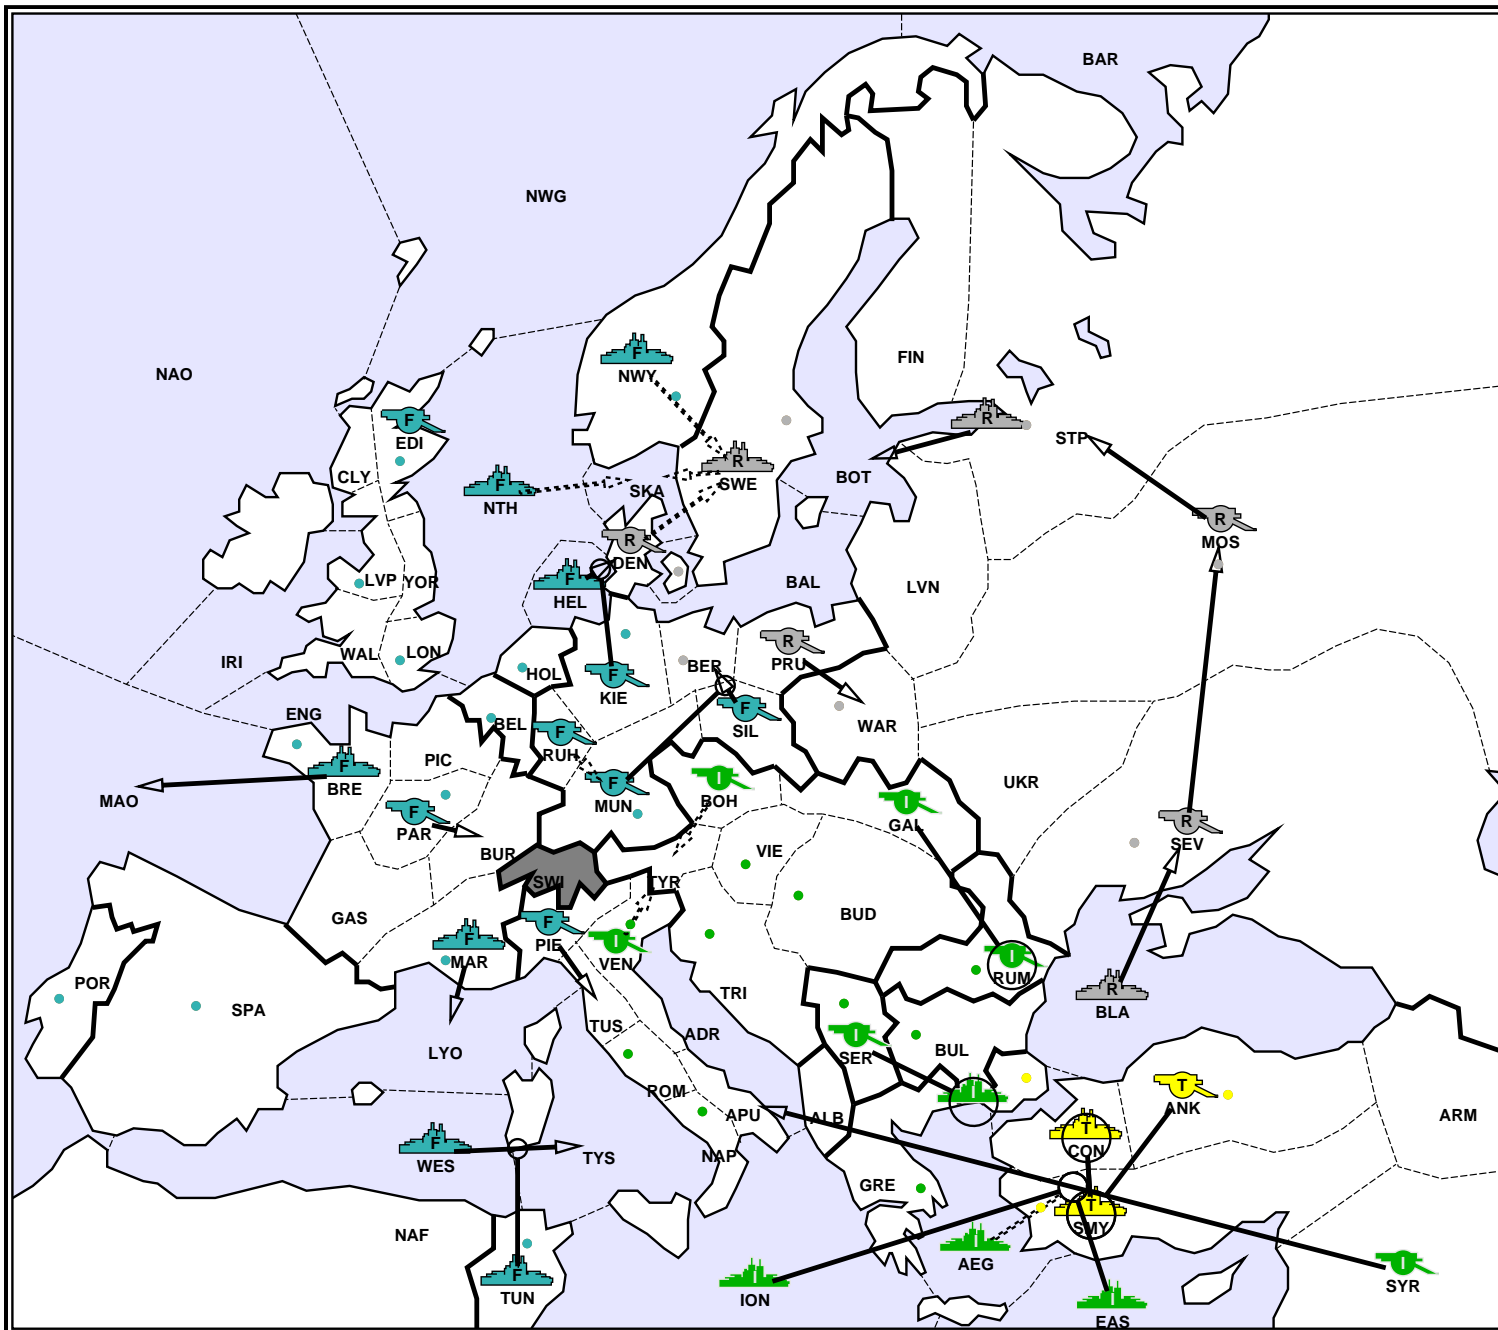 BAR
NWG
NAO
FIN
F
NWY
F
EDI
R
STP
CLY
R
SWE
BOT
F
NTH
SKA
R
MOS
R
DEN
F
HEL
BAL
LVN
LVP
YOR
R
PRU
IRI
WAL
LON
HOL
F
KIE
BER
ENG
BEL
F
SIL
WAR
F
RUH
PIC
F
BRE
F
MUN
I
BOH
UKR
MAO
F
PAR
I
GAL
R
SEV
BUR
VIE
SWI
TYR
GAS
BUD
F
MAR
F
PIE
I
VEN
I
RUM
POR
SPA
TRI
R
BLA
TUS
ADR
I
SER
BUL
LYO
I
ROM
T
ANK
APU
ALB
T
CON
ARM
F
WES
TYS
NAP
GRE
T
SMY
NAF
I
AEG
F
TUN
I
ION
I
EAS
I
SYR